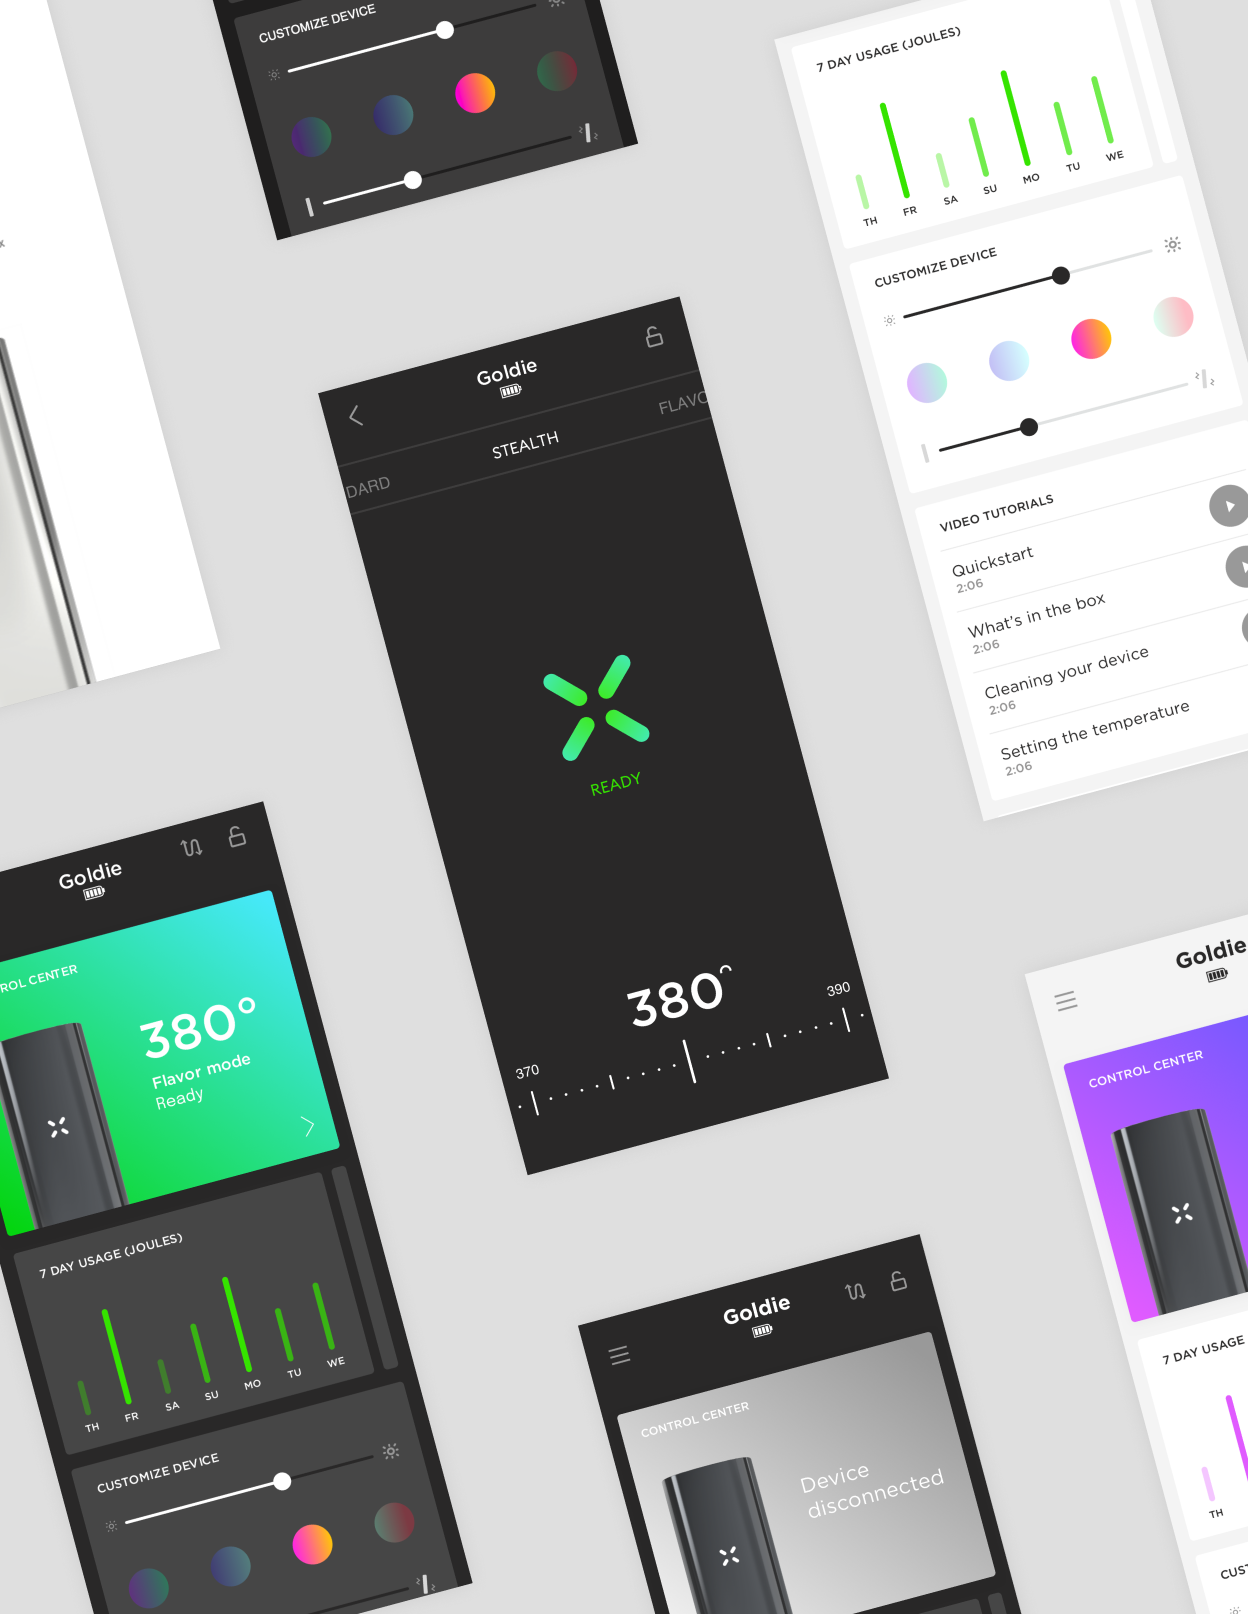 CUSTOMIZE DEVICE
7 DAY USAGE (JOULES)
TH FR SA SU MO TU WE
CUSTOMIZE DEVICE
VIDEO TUTORIALS
Quickstart
2:06
What's in the box
2:06
Cleaning your device
2:06
Setting the temperature
2:06
Goldie
DARD STEALTH FLAVO
READY
380°
370 390
Goldie
ROL CENTER
380°
Flavor mode
Ready
7 DAY USAGE (JOULES)
TH FR SA SU MO TU WE
CUSTOMIZE DEVICE
Goldie
CONTROL CENTER
Device
disconnected
Goldie
CONTROL CENTER
7 DAY USAGE
TH
CUST